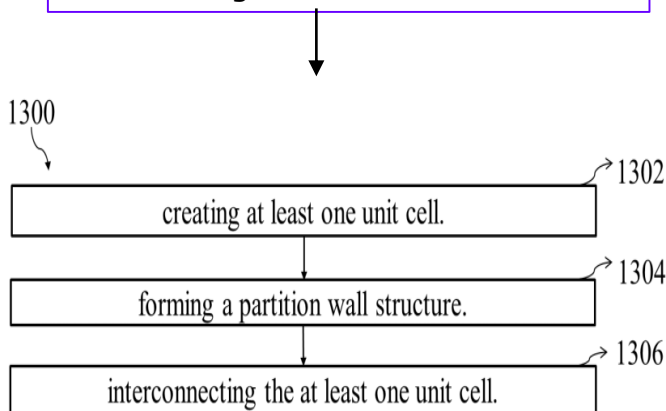 1300
1302
creating at least one unit cell.
1304
forming a partition wall structure.
1306
interconnecting the at least one unit cell.